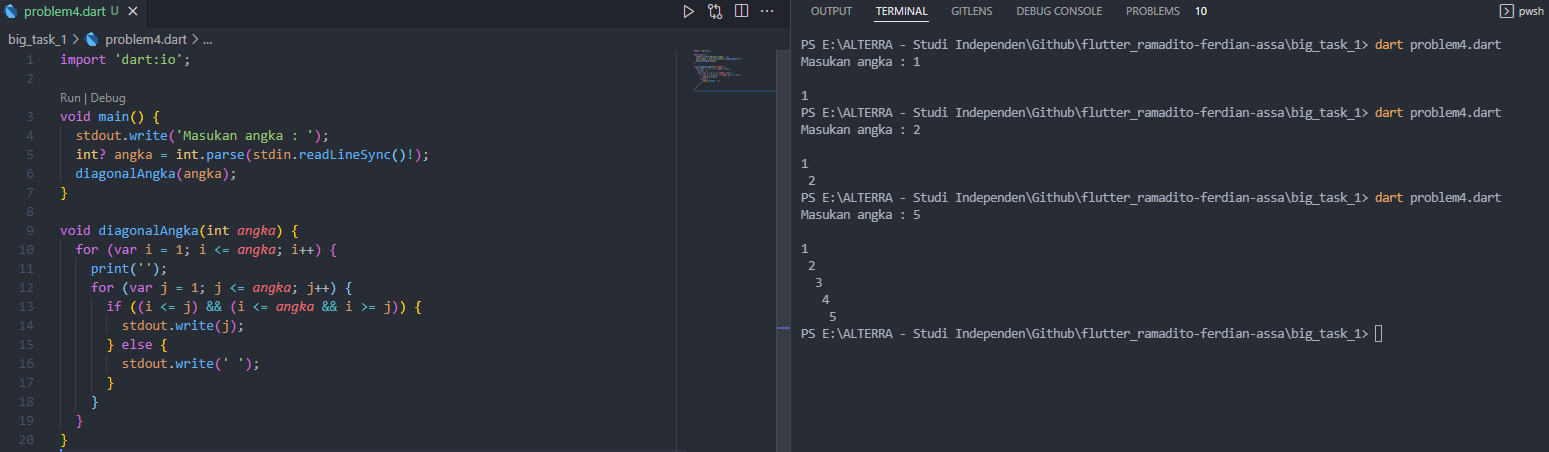 problem4.dart U
big_task_1 > problem4.dart > ...
1 import 'dart:io';
2
Run | Debug
3 void main() {
4 stdout.write('Masukan angka : ');
5 int? angka = int.parse(stdin.readLineSync()!);
6 diagonalAngka(angka);
7 }
8
9 void diagonalAngka(int angka) {
10 for (var i = 1; i <= angka; i++) {
11 print('');
12 for (var j = 1; j <= angka; j++) {
13 if ((i <= j) && (i <= angka && i >= j)) {
14 stdout.write(j);
15 } else {
16 stdout.write(' ');
17 }
18 }
19 }
20 }
OUTPUT TERMINAL GITLENS DEBUG CONSOLE PROBLEMS 10 pwsh
PS E:\ALTERRA - Studi Independen\Github\flutter_ramadito-ferdian-assa\big_task_1> dart problem4.dart
Masukan angka : 1
1
PS E:\ALTERRA - Studi Independen\Github\flutter_ramadito-ferdian-assa\big_task_1> dart problem4.dart
Masukan angka : 2
1
2
PS E:\ALTERRA - Studi Independen\Github\flutter_ramadito-ferdian-assa\big_task_1> dart problem4.dart
Masukan angka : 5
1
2
3
4
5
PS E:\ALTERRA - Studi Independen\Github\flutter_ramadito-ferdian-assa\big_task_1>